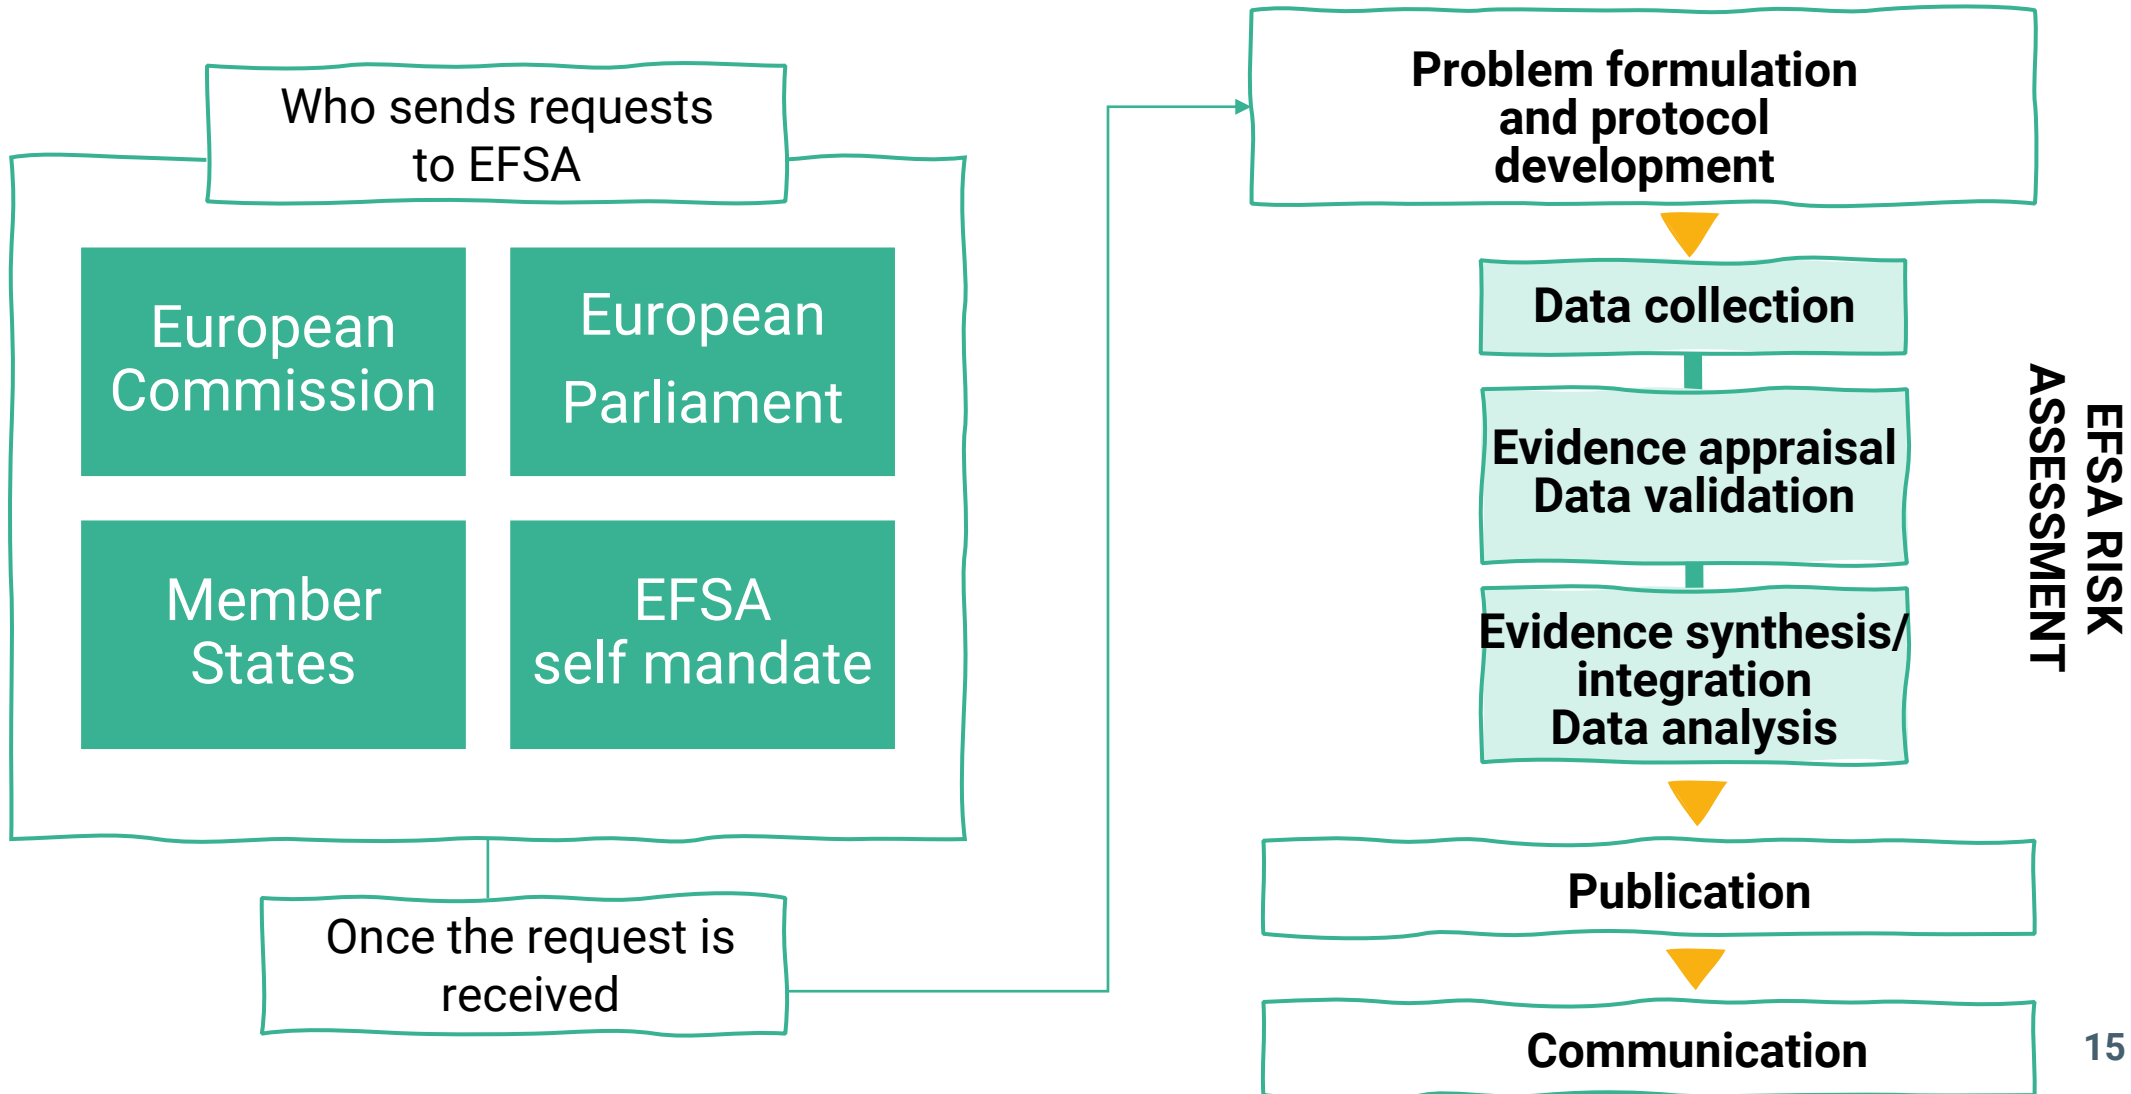 Who sends requests
to EFSA
European
Commission
European
Parliament
Member
States
EFSA
self mandate
Once the request is
received
Problem formulation
and protocol
development
Data collection
Evidence appraisal
Data validation
Evidence synthesis/
integration
Data analysis
Publication
Communication
EFSA RISK
ASSESSMENT
15